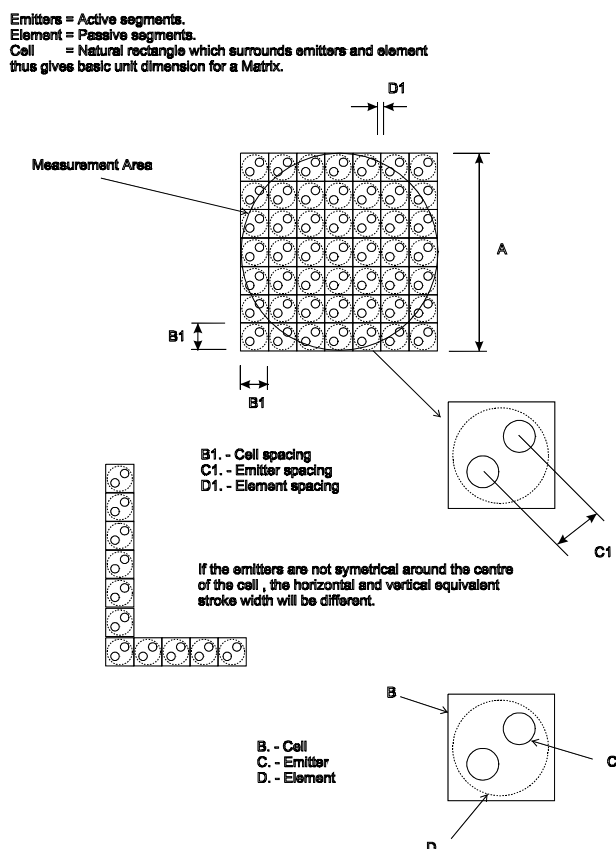 Emitters = Active segments.
Element = Passive segments.
Cell = Natural rectangle which surrounds emitters and element
thus gives basic unit dimension for a Matrix.
D1
Measurement Area
A
B1
B1
B1. - Cell spacing
C1. - Emitter spacing
D1. - Element spacing
C1
If the emitters are not symetrical around the centre
of the cell , the horizontal and vertical equivalent
stroke width will be different.
B
B. - Cell
C. - Emitter
D. - Element
C
D